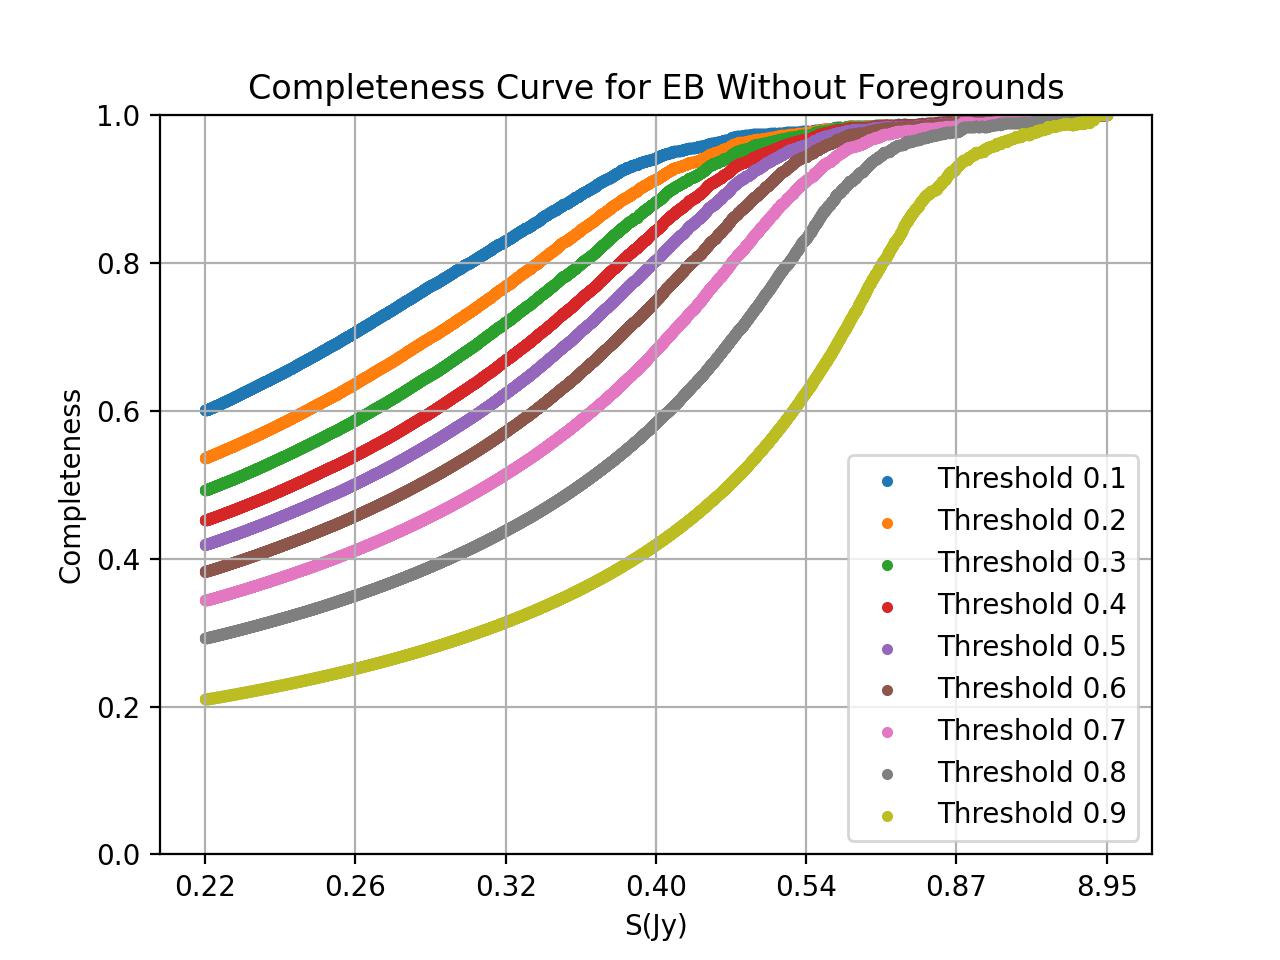 Completeness Curve for EB Without Foregrounds
1.0
0.8
0.6
0.4
0.2
0.0
Completeness
Threshold 0.1
Threshold 0.2
Threshold 0.3
Threshold 0.4
Threshold 0.5
Threshold 0.6
Threshold 0.7
Threshold 0.8
Threshold 0.9
0.22 0.26 0.32 0.40 0.54 0.87 8.95
S(Jy)